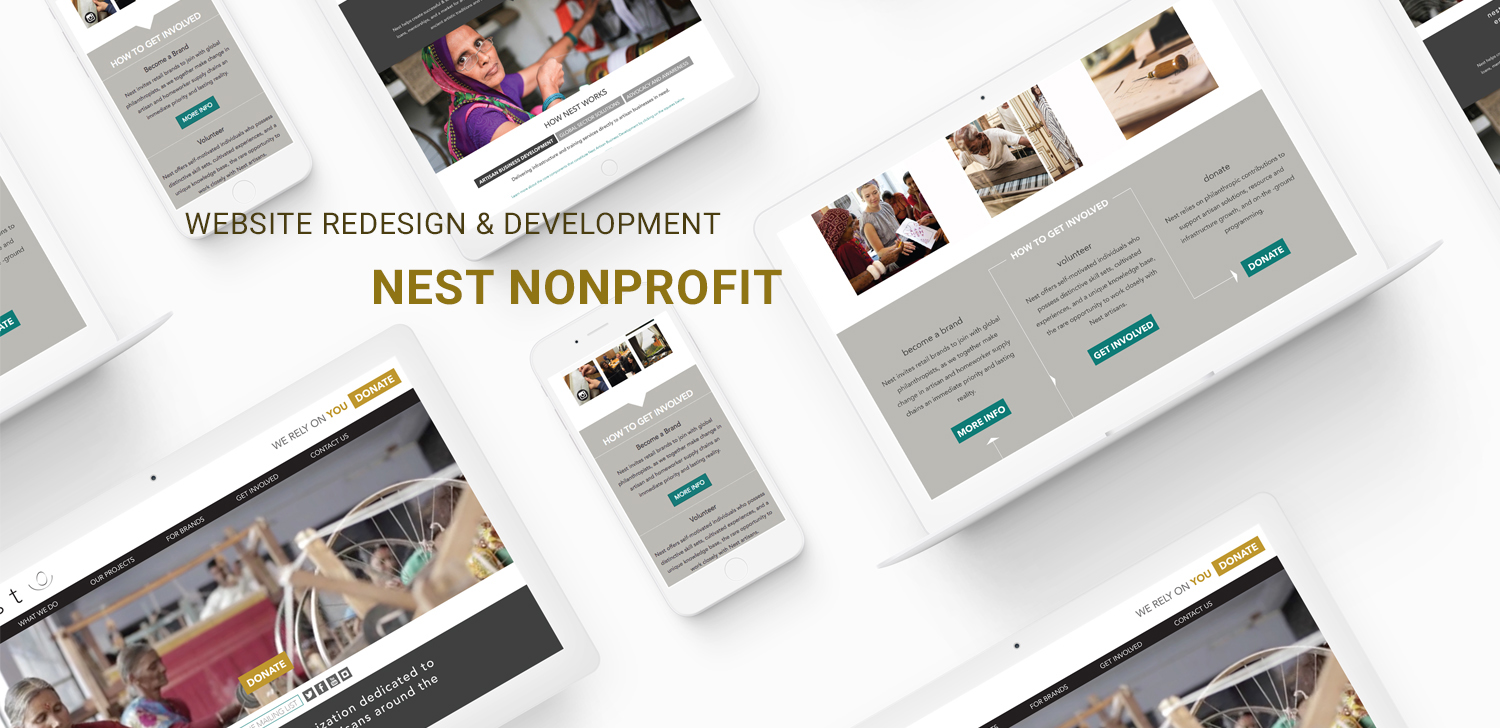 HOW TO GET INVOLVED
Become a Brand
Nest invites retail brands to join with global
philanthropists, as we together make change in
artisan and homeworker supply chains an
immediate priority and lasting reality.
MORE INFO
Volunteer
Nest offers self-motivated individuals who possess
distinctive skill sets, cultivated experiences, and a
unique knowledge base, the rare opportunity to
work closely with Nest artisans.
HOW NEST WORKS
ARTISAN BUSINESS DEVELOPMENT
GLOBAL SECTOR SOLUTIONS
ADVOCACY AND AWARENESS
Delivering infrastructure and training services directly to artisan businesses in need.
WEBSITE REDESIGN & DEVELOPMENT
NEST NONPROFIT
HOW TO GET INVOLVED
become a brand
Nest invites retail brands to join with global
philanthropists, as we together make
change in artisan and homeworker supply
chains an immediate priority and lasting
reality.
MORE INFO
volunteer
Nest offers self-motivated individuals who
possess distinctive skill sets, cultivated
experiences, and a unique knowledge base,
the rare opportunity to work closely with
Nest artisans.
GET INVOLVED
donate
Nest relies on philanthropic contributions to
support artisan solutions, resource and
infrastructure growth, and on-the -ground
programming.
DONATE
HOW TO GET INVOLVED
Become a Brand
Nest invites retail brands to join with global
philanthropists, as we together make change in
artisan and homeworker supply chains an
immediate priority and lasting reality.
MORE INFO
Volunteer
Nest offers self-motivated individuals who possess
distinctive skill sets, cultivated experiences, and a
unique knowledge base, the rare opportunity to
work closely with Nest artisans.
WE RELY ON YOU DONATE
st
WHAT WE DO
OUR PROJECTS
FOR BRANDS
GET INVOLVED
CONTACT US
DONATE
MAILING LIST
ization dedicated to
sans around the
WE RELY ON YOU DONATE
FOR BRANDS
GET INVOLVED
CONTACT US